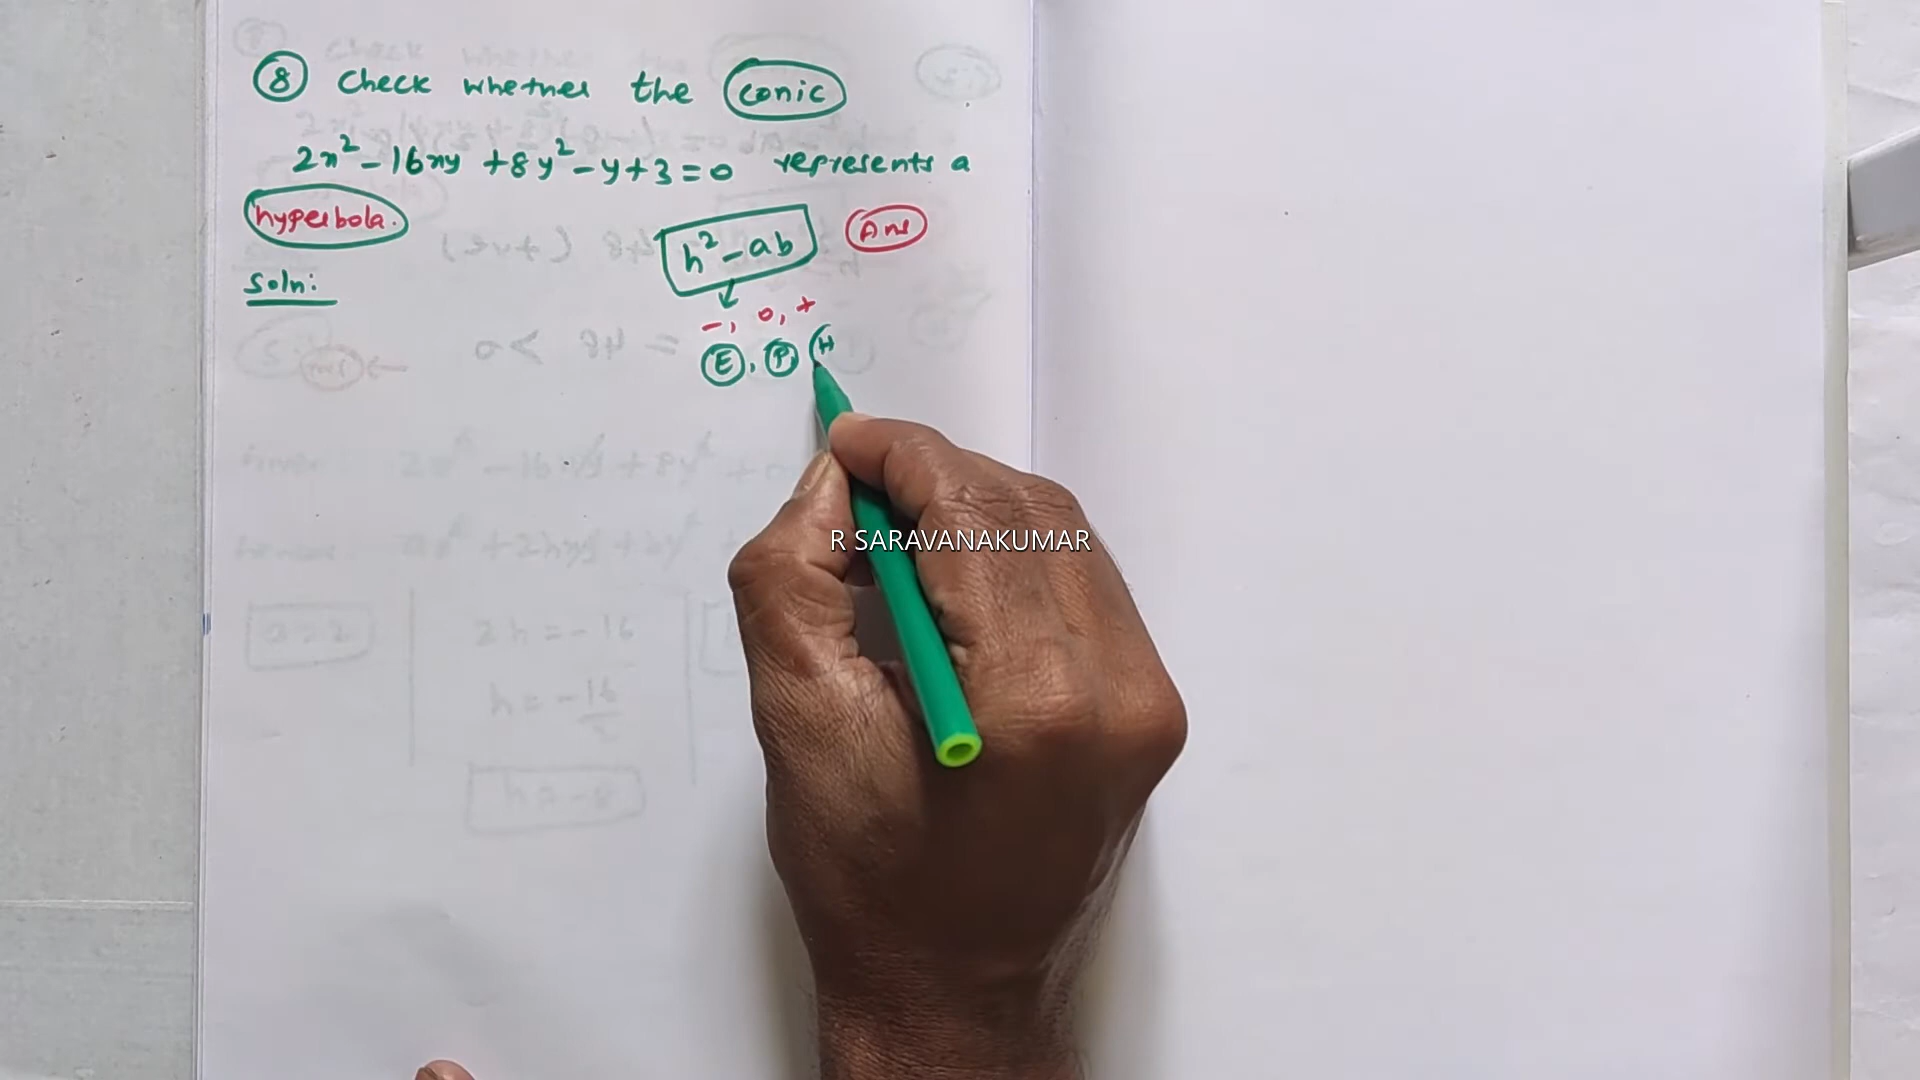 8 Check whether the conic
2x² - 16xy + 8y² - y + 3 = 0 represents a
hyperbola.
h² - ab
Ans
Soln:
-, 0, +
E, P, H
R SARAVANAKUMAR